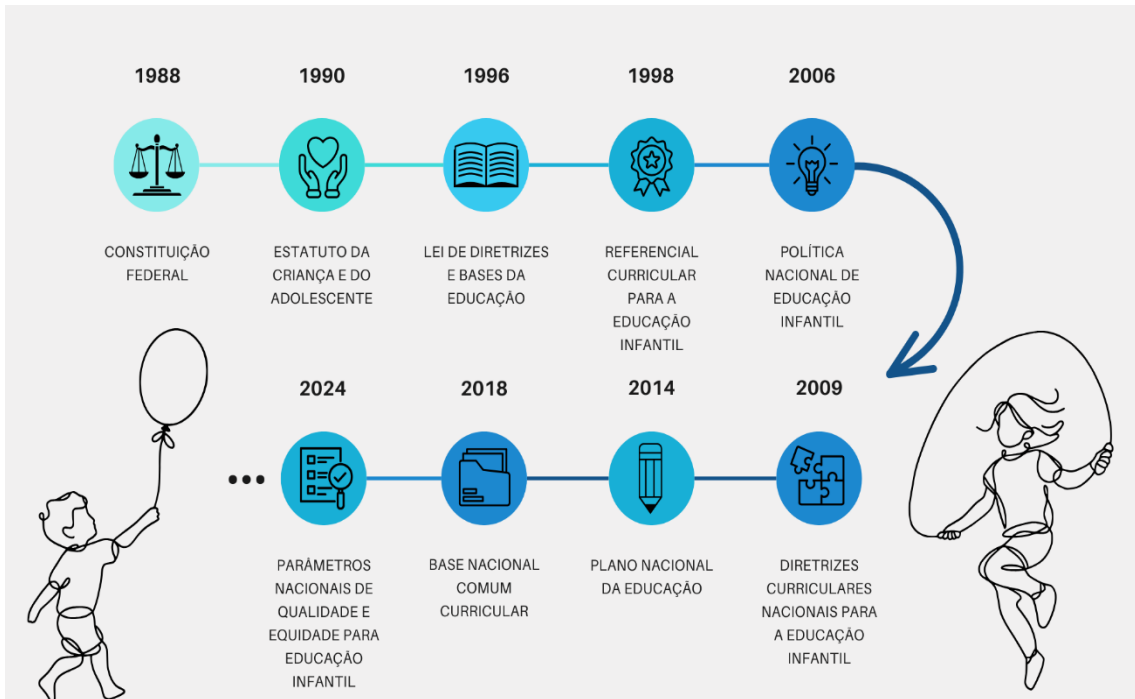 1988
CONSTITUIÇÃO
FEDERAL
1990
ESTATUTO DA
CRIANÇA E DO
ADOLESCENTE
1996
LEI DE DIRETRIZES
E BASES DA
EDUCAÇÃO
1998
REFERENCIAL
CURRICULAR
PARA A
EDUCAÇÃO
INFANTIL
2006
POLÍTICA
NACIONAL DE
EDUCAÇÃO
INFANTIL
2009
DIRETRIZES
CURRICULARES
NACIONAIS PARA
A EDUCAÇÃO
INFANTIL
2014
PLANO NACIONAL
DA EDUCAÇÃO
2018
BASE NACIONAL
COMUM
CURRICULAR
2024
PARÂMETROS
NACIONAIS DE
QUALIDADE E
EQUIDADE PARA
EDUCAÇÃO
INFANTIL
...